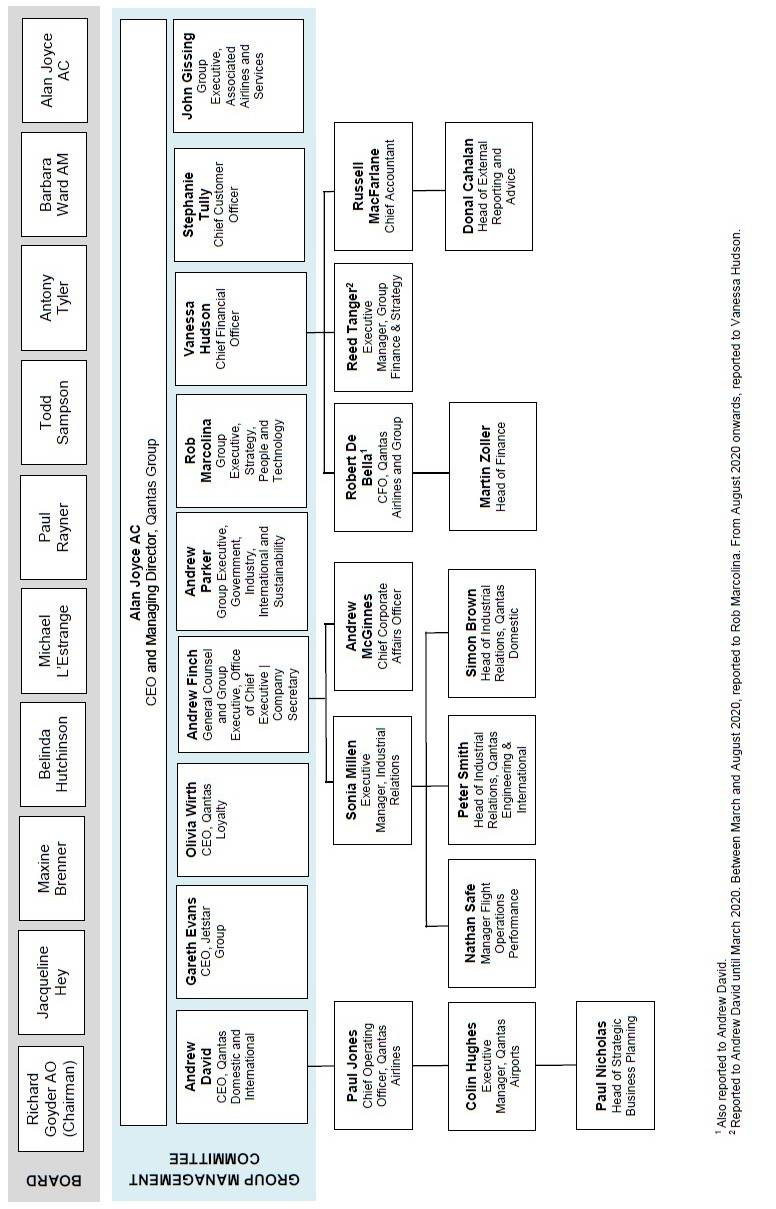 BOARD
Richard
Goyder AO
(Chairman)
Jacqueline
Hey
Maxine
Brenner
Belinda
Hutchinson
Michael
L'Estrange
Paul
Rayner
Todd
Sampson
Antony
Tyler
Barbara
Ward AM
Alan Joyce
AC
GROUP MANAGEMENT
COMMITTEE
Alan Joyce AC
CEO and Managing Director, Qantas Group
Andrew
David
CEO, Qantas
Domestic and
International
Gareth Evans
CEO, Jetstar
Group
Olivia Wirth
CEO, Qantas
Loyalty
Andrew Finch
General Counsel
and Group
Executive, Office
of Chief
Executive |
Company
Secretary
Andrew
Parker
Group Executive,
Government,
Industry,
International and
Sustainability
Rob
Marcolina
Group
Executive,
Strategy,
People and
Technology
Vanessa
Hudson
Chief Financial
Officer
Stephanie
Tully
Chief Customer
Officer
John Gissing
Group
Executive,
Associated
Airlines and
Services
Paul Jones
Chief Operating
Officer, Qantas
Airlines
Sonia Millen
Executive
Manager, Industrial
Relations
Andrew
McGinnes
Chief Corporate
Affairs Officer
Robert De
Bella¹
CFO, Qantas
Airlines and Group
Reed Tanger²
Executive
Manager, Group
Finance & Strategy
Russell
MacFarlane
Chief Accountant
Colin Hughes
Executive
Manager, Qantas
Airports
Nathan Safe
Manager Flight
Operations
Performance
Peter Smith
Head of Industrial
Relations, Qantas
Engineering &
International
Simon Brown
Head of Industrial
Relations, Qantas
Domestic
Martin Zoller
Head of Finance
Donal Cahalan
Head of External
Reporting and
Advice
Paul Nicholas
Head of Strategic
Business Planning
¹ Also reported to Andrew David.
² Reported to Andrew David until March 2020. Between March and August 2020, reported to Rob Marcolina. From August 2020 onwards, reported to Vanessa Hudson.